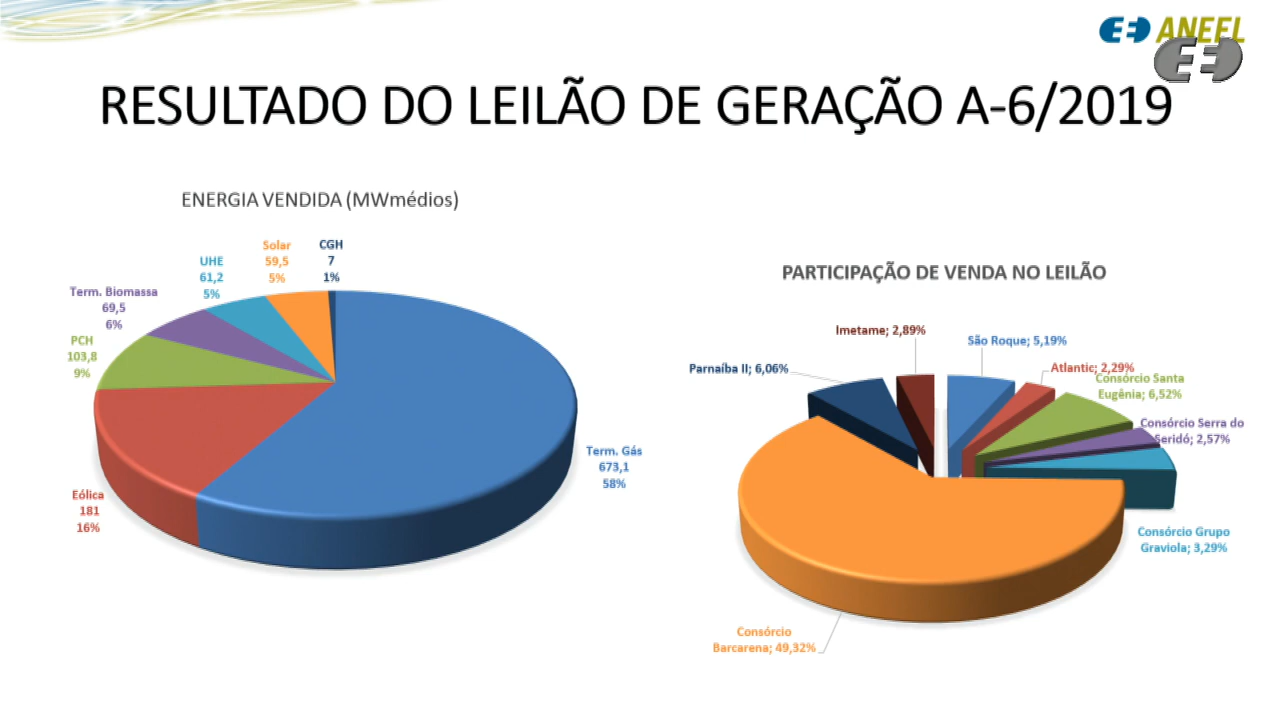 ANEEL
RESULTADO DO LEILÃO DE GERAÇÃO A-6/2019
ENERGIA VENDIDA (MWmédios)
Solar
59,5
5%
CGH
7
1%
UHE
61,2
5%
Term. Biomassa
69,5
6%
PCH
103,8
9%
Term. Gás
673,1
58%
Eólica
181
16%
PARTICIPAÇÃO DE VENDA NO LEILÃO
Imetame; 2,89%
São Roque; 5,19%
Parnaíba II; 6,06%
Atlantic; 2,29%
Consórcio Santa
Eugênia; 6,52%
Consórcio Serra do
Seridó; 2,57%
Consórcio Grupo
Graviola; 3,29%
Consórcio
Barcarena; 49,32%